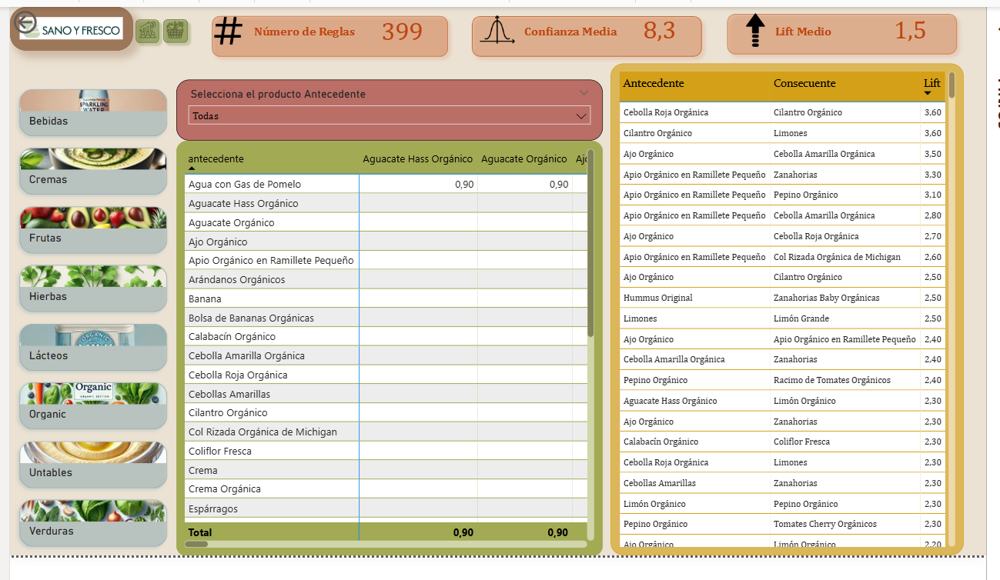 SANO Y FRESCO
Número de Reglas 399
Confianza Media 8,3
Lift Medio 1,5
SPARKLING
WATER
Bebidas
Cremas
Frutas
Hierbas
ORGANIC
Lácteos
Organic
Organic
Untables
Verduras
Selecciona el producto Antecedente
Todas
antecedente Aguacate Hass Orgánico Aguacate Orgánico Ajo
Agua con Gas de Pomelo 0,90 0,90
Aguacate Hass Orgánico
Aguacate Orgánico
Ajo Orgánico
Apio Orgánico en Ramillete Pequeño
Arándanos Orgánicos
Banana
Bolsa de Bananas Orgánicas
Calabacín Orgánico
Cebolla Amarilla Orgánica
Cebolla Roja Orgánica
Cebollas Amarillas
Cilantro Orgánico
Col Rizada Orgánica de Michigan
Coliflor Fresca
Crema
Crema Orgánica
Espárragos
Total 0,90 0,90
Antecedente Consecuente Lift
Cebolla Roja Orgánica Cilantro Orgánico 3,60
Cilantro Orgánico Limones 3,60
Ajo Orgánico Cebolla Amarilla Orgánica 3,50
Apio Orgánico en Ramillete Pequeño Zanahorias 3,30
Apio Orgánico en Ramillete Pequeño Pepino Orgánico 3,10
Apio Orgánico en Ramillete Pequeño Cebolla Amarilla Orgánica 2,80
Ajo Orgánico Cebolla Roja Orgánica 2,70
Apio Orgánico en Ramillete Pequeño Col Rizada Orgánica de Michigan 2,60
Ajo Orgánico Cilantro Orgánico 2,50
Hummus Original Zanahorias Baby Orgánicas 2,50
Limones Limón Grande 2,50
Ajo Orgánico Apio Orgánico en Ramillete Pequeño 2,40
Cebolla Amarilla Orgánica Zanahorias 2,40
Pepino Orgánico Racimo de Tomates Orgánicos 2,40
Aguacate Hass Orgánico Limón Orgánico 2,30
Ajo Orgánico Zanahorias 2,30
Calabacín Orgánico Coliflor Fresca 2,30
Cebolla Roja Orgánica Limones 2,30
Cebollas Amarillas Zanahorias 2,30
Limón Orgánico Pepino Orgánico 2,30
Pepino Orgánico Tomates Cherry Orgánicos 2,30
Ajo Orgánico Limón Orgánico 2,20